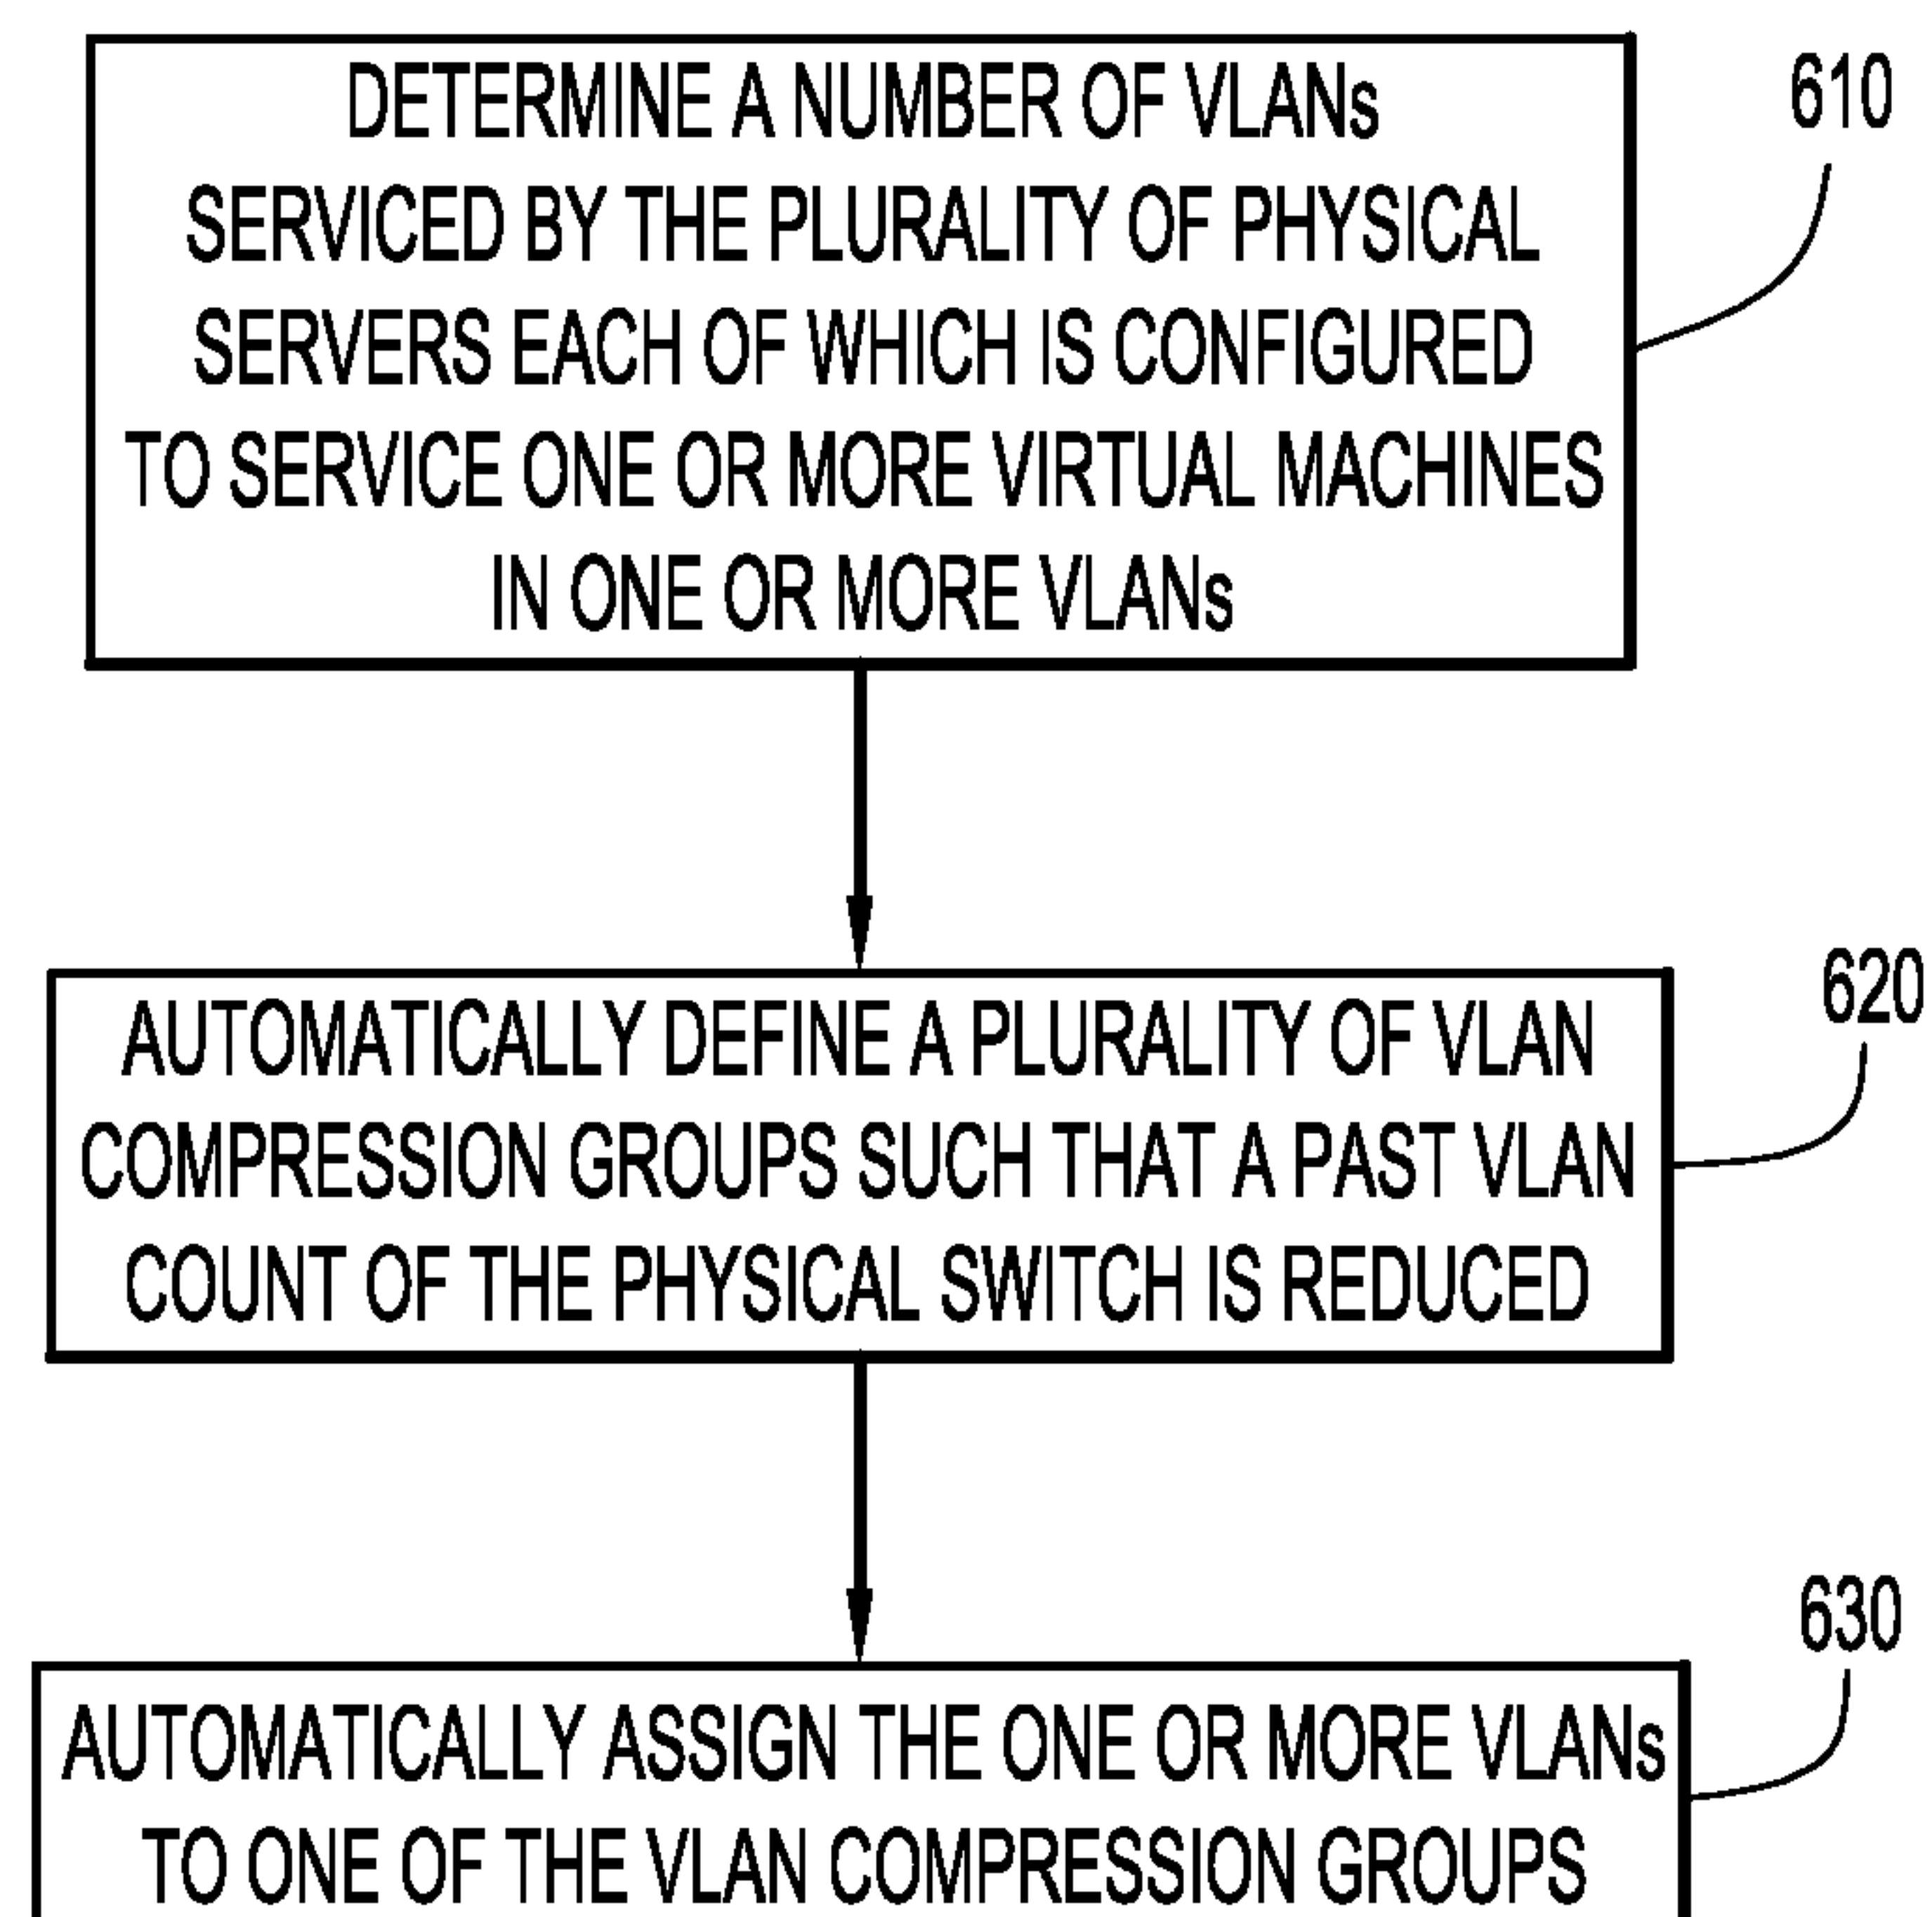 DETERMINE A NUMBER OF VLANs
SERVICED BY THE PLURALITY OF PHYSICAL
SERVERS EACH OF WHICH IS CONFIGURED
TO SERVICE ONE OR MORE VIRTUAL MACHINES
IN ONE OR MORE VLANs
610
AUTOMATICALLY DEFINE A PLURALITY OF VLAN
COMPRESSION GROUPS SUCH THAT A PAST VLAN
COUNT OF THE PHYSICAL SWITCH IS REDUCED
620
AUTOMATICALLY ASSIGN THE ONE OR MORE VLANs
TO ONE OF THE VLAN COMPRESSION GROUPS
630